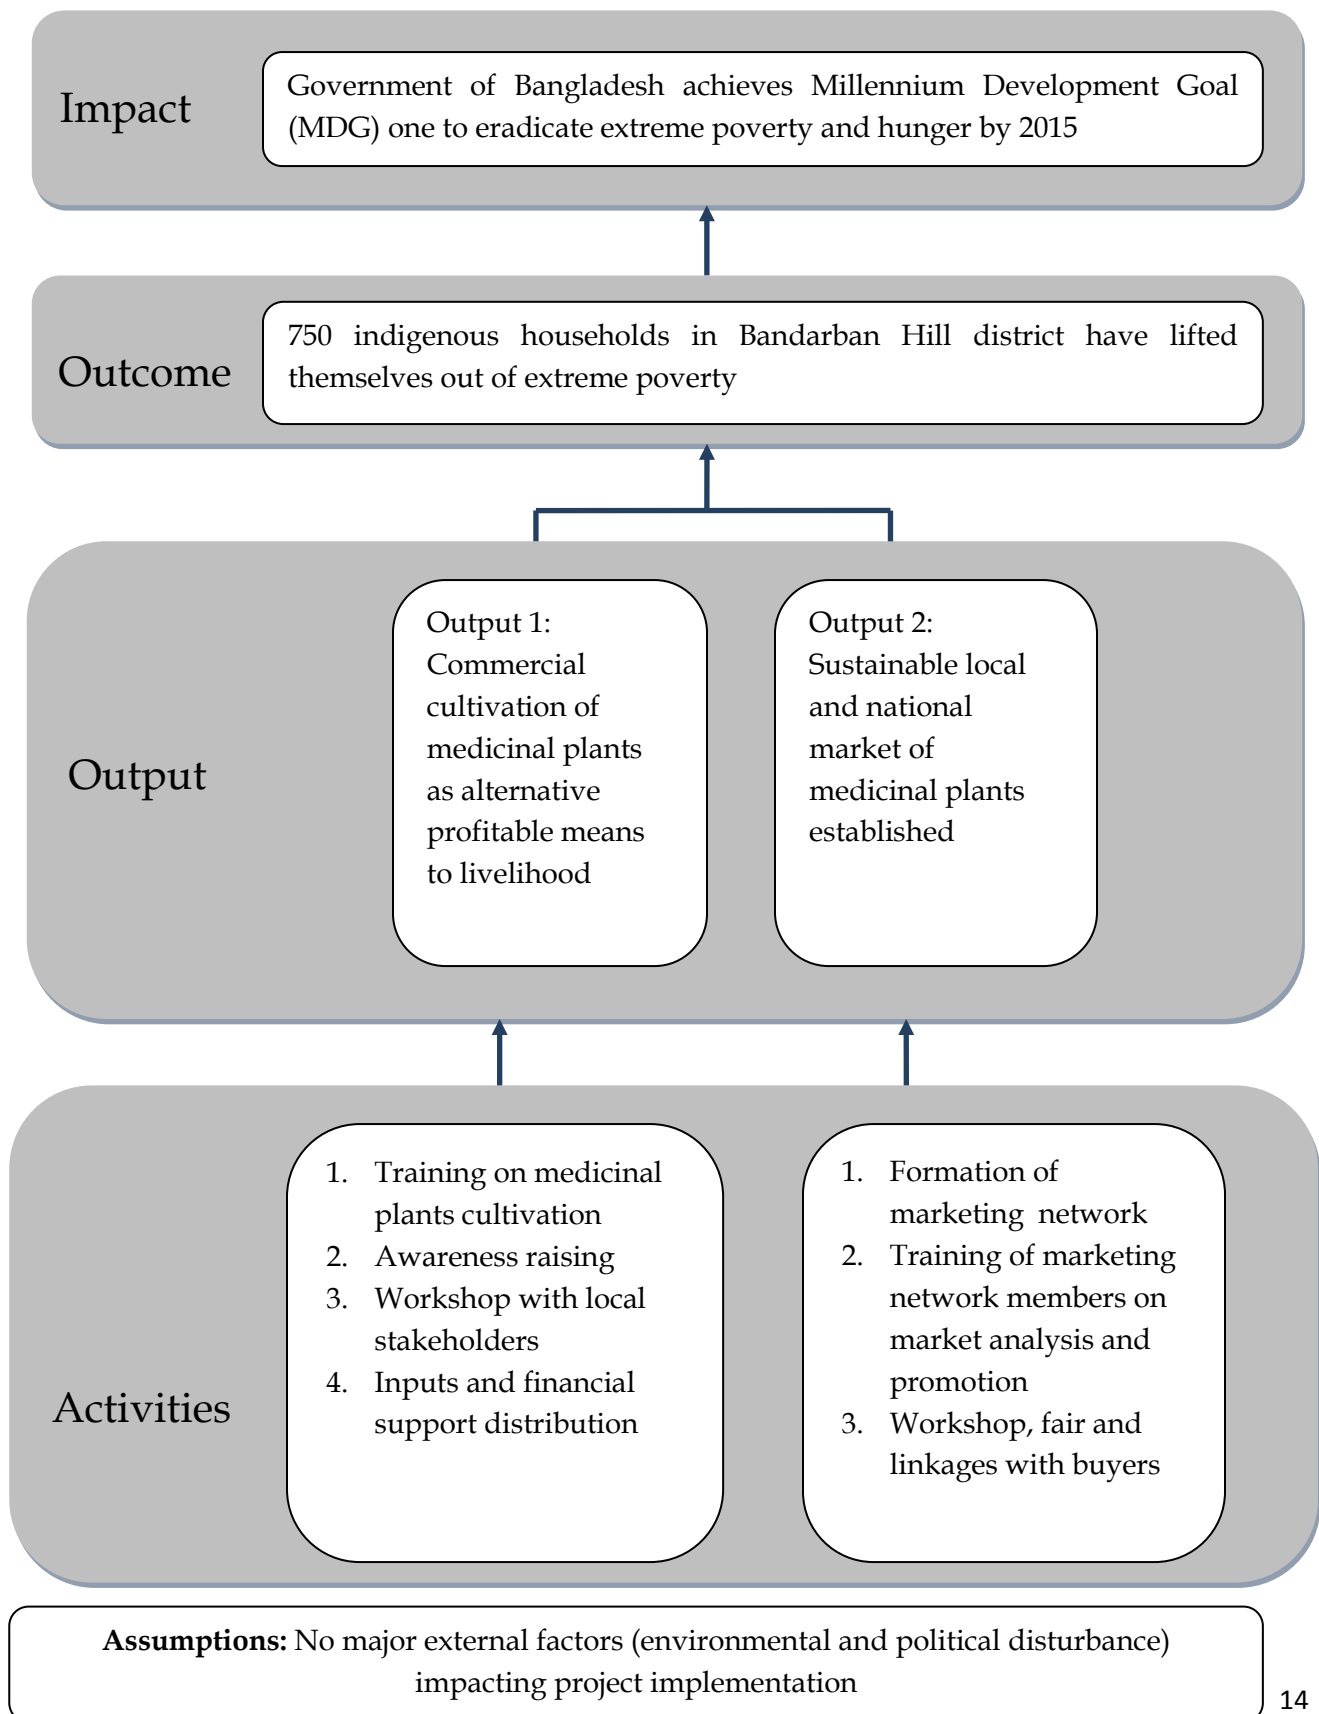 Impact
Government of Bangladesh achieves Millennium Development Goal
(MDG) one to eradicate extreme poverty and hunger by 2015
Outcome
750 indigenous households in Bandarban Hill district have lifted
themselves out of extreme poverty
Output
Output 1:
Commercial
cultivation of
medicinal plants
as alternative
profitable means
to livelihood
Output 2:
Sustainable local
and national
market of
medicinal plants
established
Activities
1. Training on medicinal
plants cultivation
2. Awareness raising
3. Workshop with local
stakeholders
4. Inputs and financial
support distribution
1. Formation of
marketing network
2. Training of marketing
network members on
market analysis and
promotion
3. Workshop, fair and
linkages with buyers
Assumptions: No major external factors (environmental and political disturbance)
impacting project implementation
14